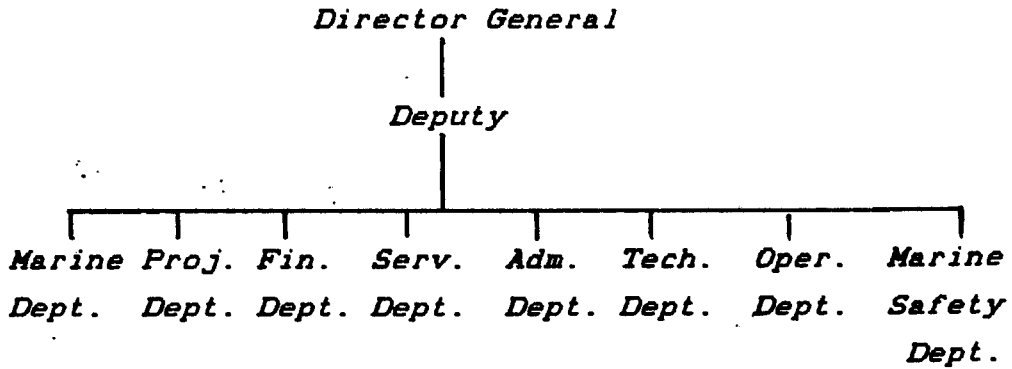 Director General
Deputy
Marine Proj. Fin. Serv. Adm. Tech. Oper. Marine
Dept. Dept. Dept. Dept. Dept. Dept. Dept. Safety
Dept.